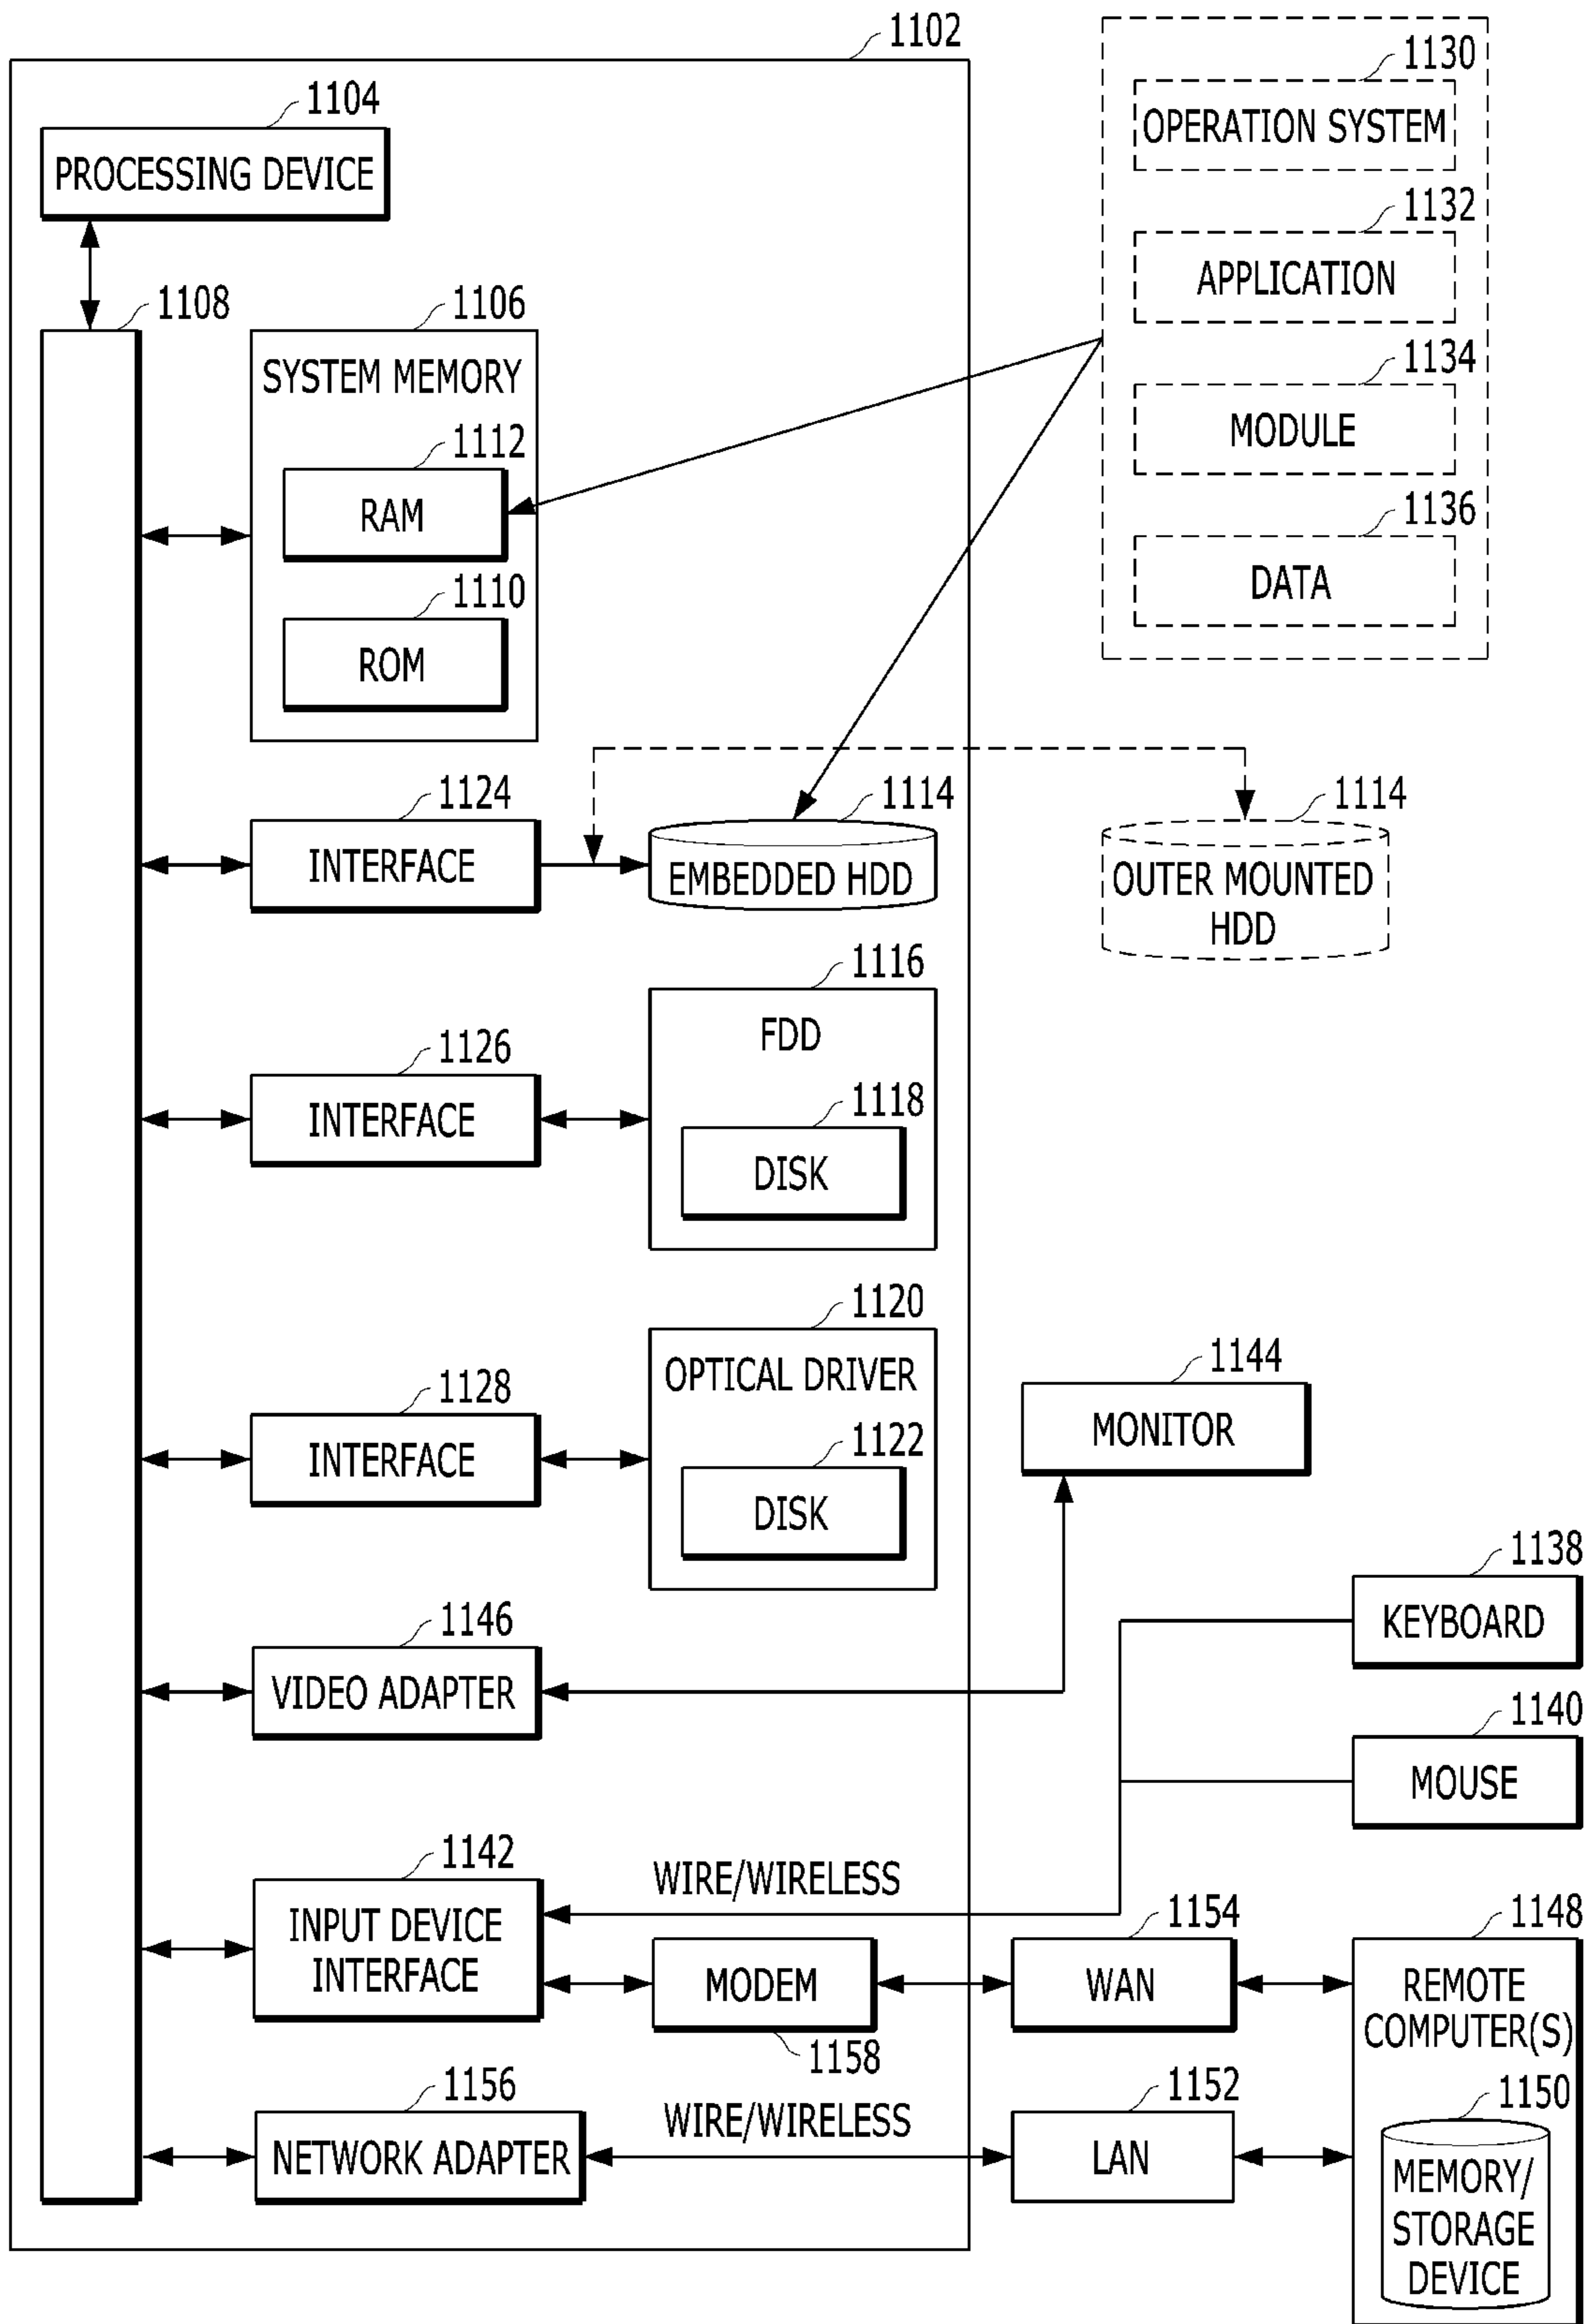 1102
1104
PROCESSING DEVICE
1108
1106
SYSTEM MEMORY
1112
RAM
1110
ROM
1130
OPERATION SYSTEM
1132
APPLICATION
1134
MODULE
1136
DATA
1124
INTERFACE
1114
EMBEDDED HDD
1114
OUTER MOUNTED
HDD
1126
INTERFACE
1116
FDD
1118
DISK
1128
INTERFACE
1120
OPTICAL DRIVER
1122
DISK
1144
MONITOR
1146
VIDEO ADAPTER
1138
KEYBOARD
1140
MOUSE
1142
INPUT DEVICE
INTERFACE
WIRE/WIRELESS
MODEM
1158
1154
WAN
1148
REMOTE
COMPUTER(S)
1156
NETWORK ADAPTER
WIRE/WIRELESS
1152
LAN
1150
MEMORY/
STORAGE
DEVICE